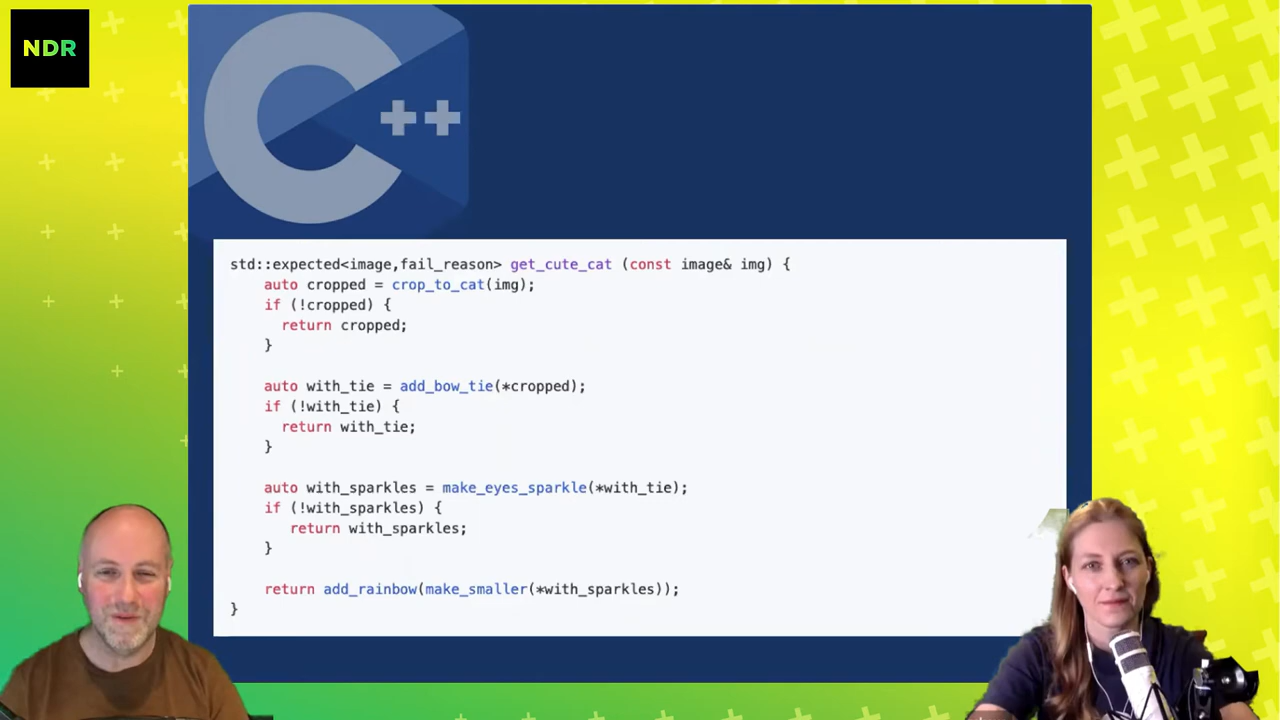 NDR
C++
std::expected<image,fail_reason> get_cute_cat (const image& img) {
    auto cropped = crop_to_cat(img);
    if (!cropped) {
      return cropped;
    }

    auto with_tie = add_bow_tie(*cropped);
    if (!with_tie) {
      return with_tie;
    }

    auto with_sparkles = make_eyes_sparkle(*with_tie);
    if (!with_sparkles) {
       return with_sparkles;
    }

    return add_rainbow(make_smaller(*with_sparkles));
}